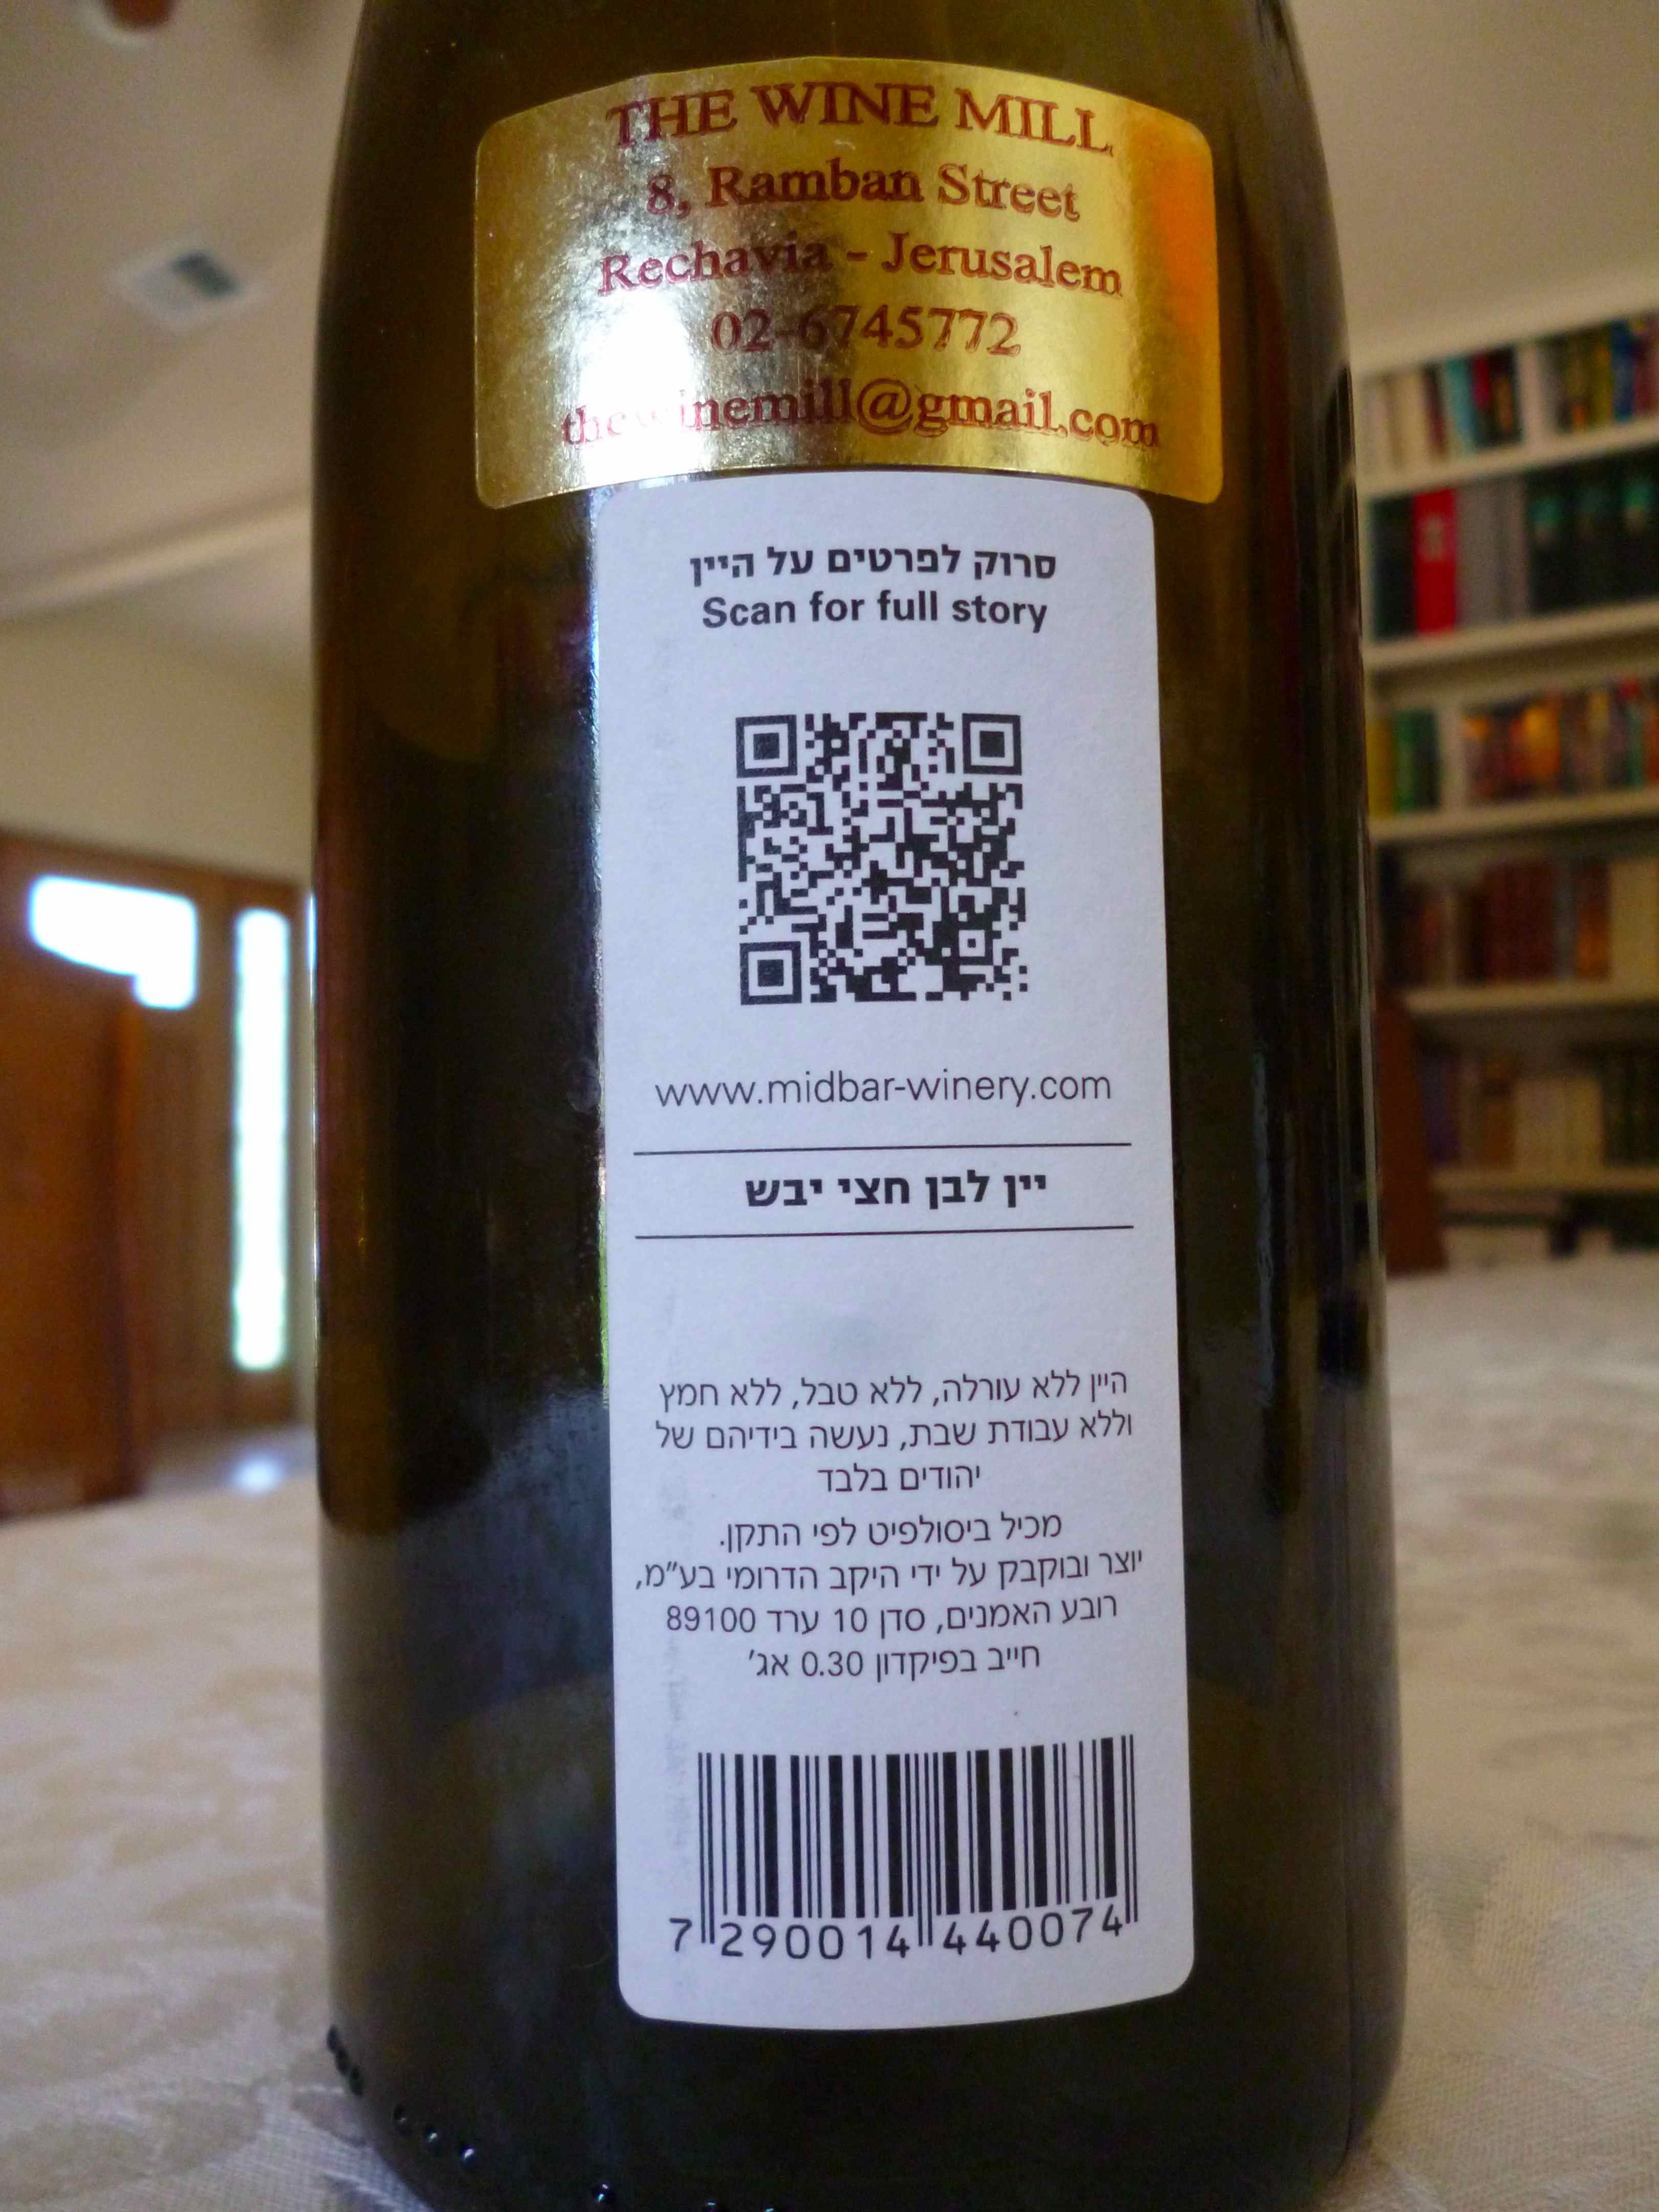 THE WINE MILL
8, Ramban Street
Rechavia - Jerusalem
02-6745772
thewinemill@gmail.com
סרוק לפרטים על היין
Scan for full story
www.midbar-winery.com
יין לבן חצי יבש
היין ללא עורלה, ללא טבל, ללא חמץ
וללא עבודת שבת, נעשה בידיהם של
יהודים בלבד
מכיל ביסולפיט לפי התקן.
יוצר ובוקבק על ידי היקב הדרומי בע"מ,
רובע האמנים, סדן 10 ערד 89100
חייב בפיקדון 0.30 אג'
7 290014 440074